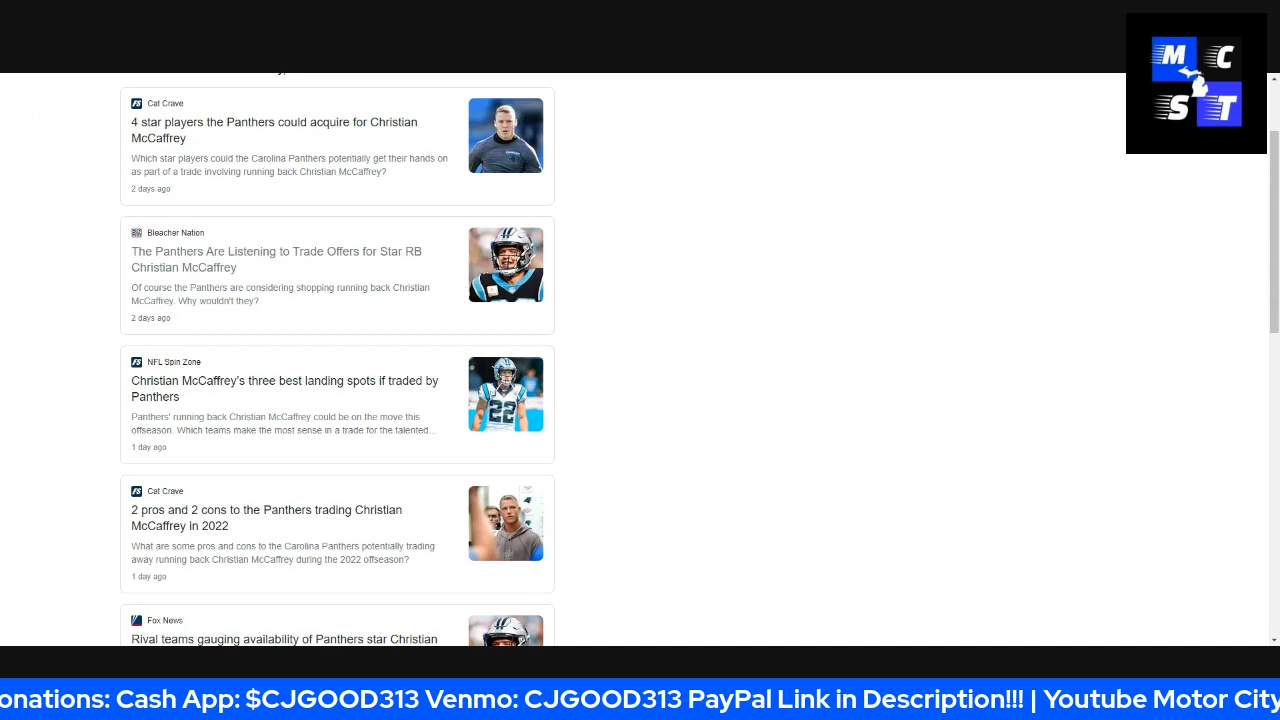 M C
S T
Cat Crave
4 star players the Panthers could acquire for Christian
McCaffrey
Which star players could the Carolina Panthers potentially get their hands on
as part of a trade involving running back Christian McCaffrey?
2 days ago
Bleacher Nation
The Panthers Are Listening to Trade Offers for Star RB
Christian McCaffrey
Of course the Panthers are considering shopping running back Christian
McCaffrey. Why wouldn't they?
2 days ago
NFL Spin Zone
Christian McCaffrey's three best landing spots if traded by
Panthers
22
Panthers' running back Christian McCaffrey could be on the move this
offseason. Which teams make the most sense in a trade for the talented...
1 day ago
Cat Crave
2 pros and 2 cons to the Panthers trading Christian
McCaffrey in 2022
What are some pros and cons to the Carolina Panthers potentially trading
away running back Christian McCaffrey during the 2022 offseason?
1 day ago
Fox News
Rival teams gauging availability of Panthers star Christian
onations: Cash App: $CJGOOD313 Venmo: CJGOOD313 PayPal Link in Description!!! | Youtube Motor City